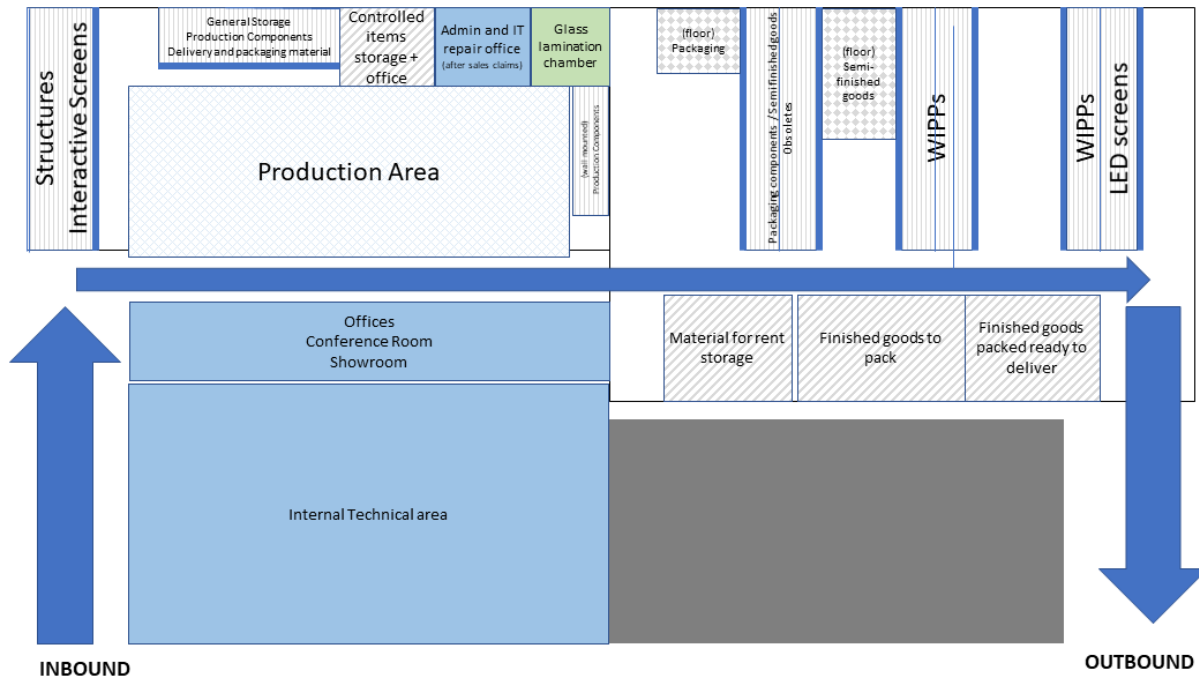 Structures
Interactive Screens
General Storage
Production Components
Delivery and packaging material
Controlled
items
storage +
office
Admin and IT
repair office
(after sales claims)
Glass
lamination
chamber
(wall-mounted)
Production Components
Production Area
(floor)
Packaging
Packaging components / Semifinishedgoods
Obsoletes
(floor)
Semi-
finished
goods
WIPPs
WIPPs
LED screens
Offices
Conference Room
Showroom
Material for rent
storage
Finished goods to
pack
Finished goods
packed ready to
deliver
Internal Technical area
INBOUND
OUTBOUND